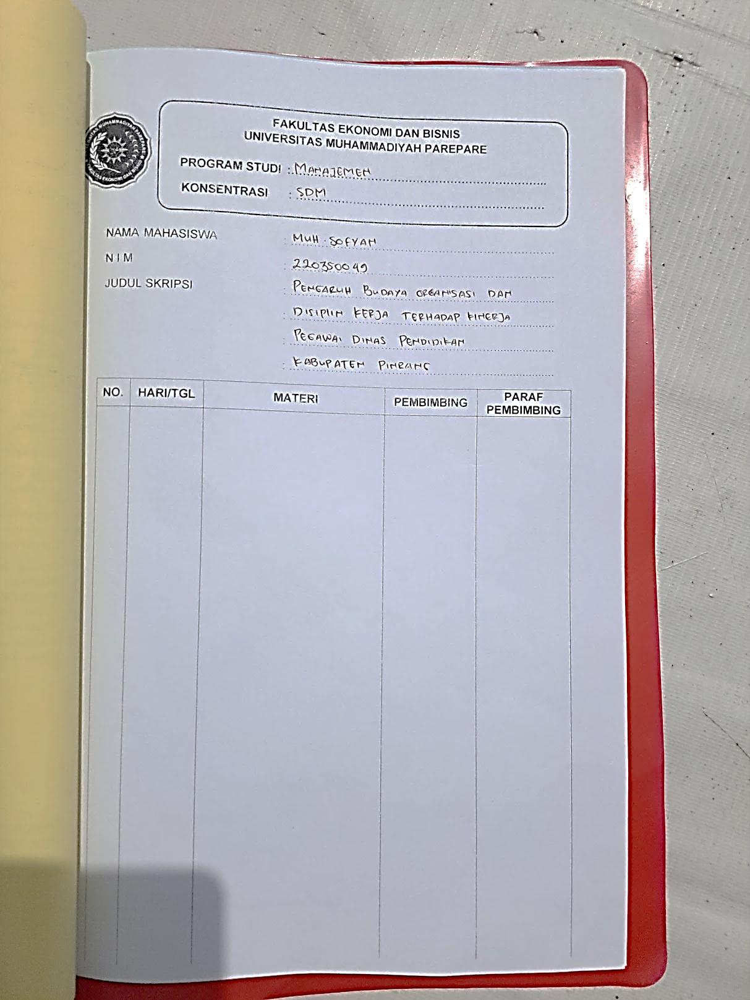 FAKULTAS EKONOMI DAN BISNIS
UNIVERSITAS MUHAMMADIYAH PAREPARE
PROGRAM STUDI : MANAJEMEN
KONSENTRASI : SDM
NAMA MAHASISWA : MUH. SOFYAN
NIM : 220350049
JUDUL SKRIPSI : PENGARUH BUDAYA ORGANISASI DAN
: DISIPLIN KERJA TERHADAP KINERJA
: PEGAWAI DINAS PENDIDIKAN
: KABUPATEN PINRANG
NO. HARI/TGL MATERI PEMBIMBING PARAF PEMBIMBING